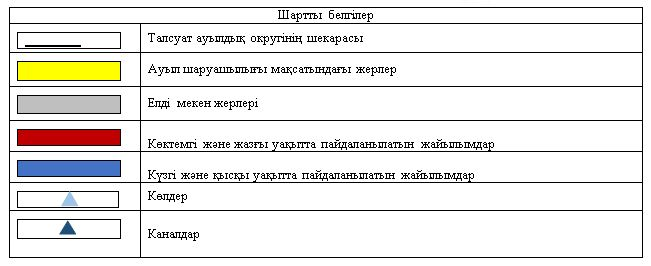 Шартты белгілер
Талсуат ауылдық округінің шекарасы
Ауыл шаруашылығы мақсатындағы жерлер
Елді мекен жерлері
Көктемгі және жазғы уақытта пайдаланылатын жайылымдар
Күзгі және қысқы уақытта пайдаланылатын жайылымдар
Көлдер
Каналдар